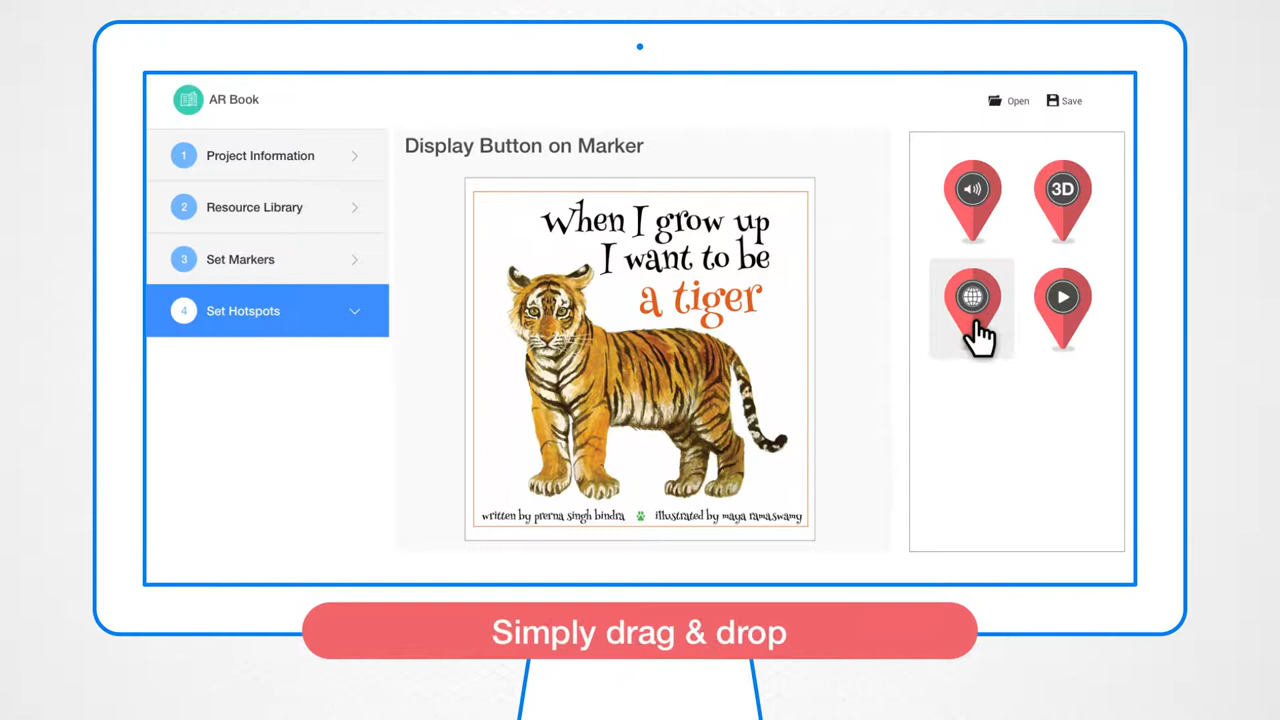 AR Book
Open
Save
1 Project Information
2 Resource Library
3 Set Markers
4 Set Hotspots
Display Button on Marker
When I grow up
I want to be
a tiger
written by prerna singh bindra
illustrated by maya ramaswamy
3D
Simply drag & drop